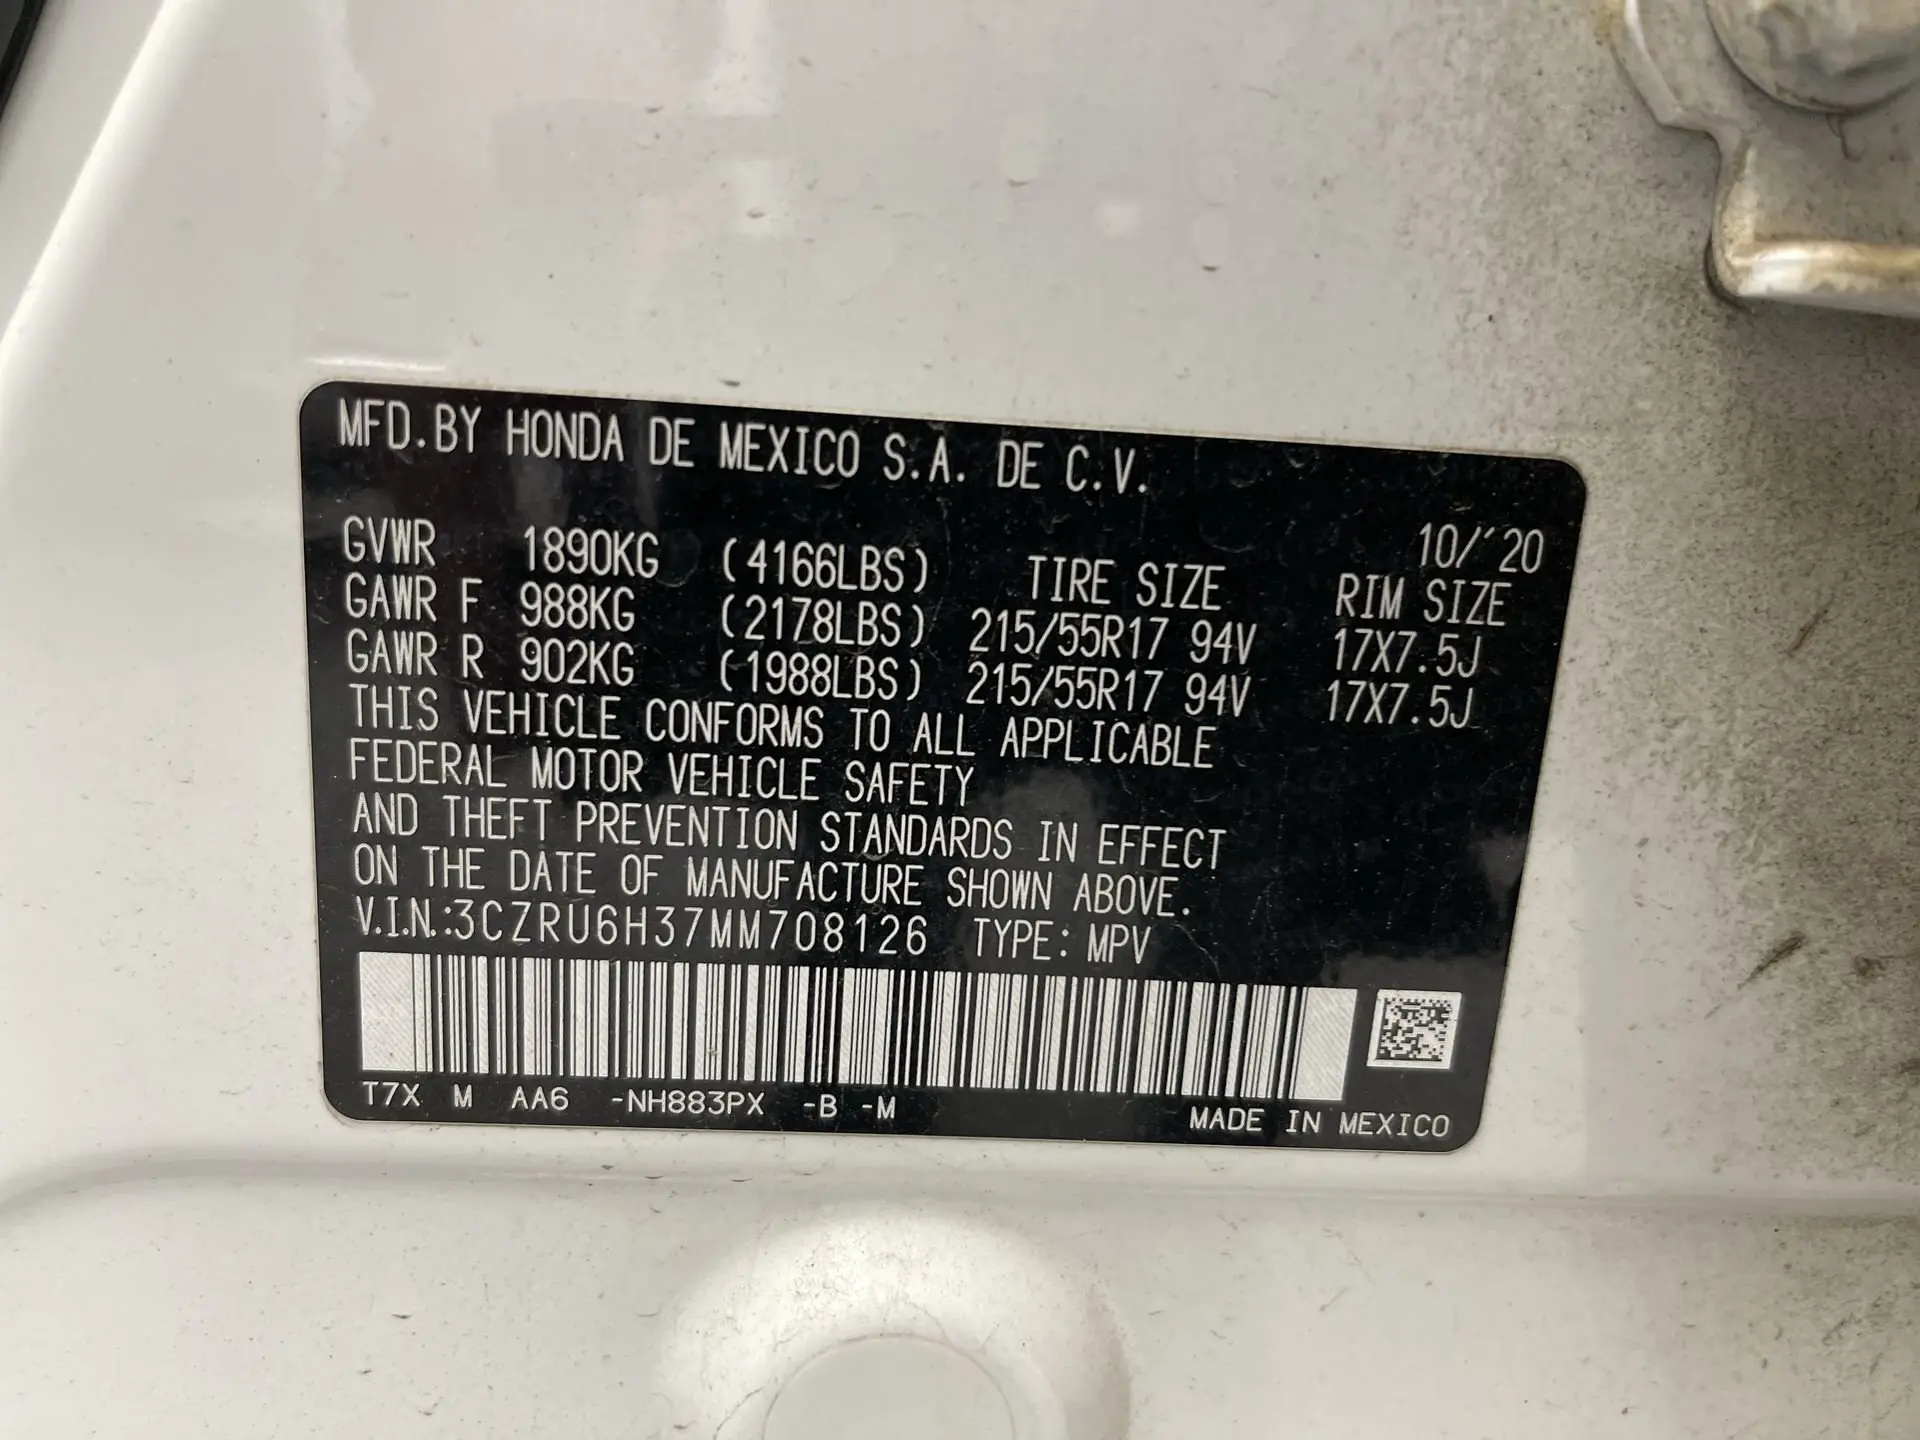 MFD.BY HONDA DE MEXICO S.A. DE C.V.
10/'20
GVWR 1890KG (4166LBS) TIRE SIZE RIM SIZE
GAWR F 988KG (2178LBS) 215/55R17 94V 17X7.5J
GAWR R 902KG (1988LBS) 215/55R17 94V 17X7.5J
THIS VEHICLE CONFORMS TO ALL APPLICABLE
FEDERAL MOTOR VEHICLE SAFETY
AND THEFT PREVENTION STANDARDS IN EFFECT
ON THE DATE OF MANUFACTURE SHOWN ABOVE.
V.I.N.:3CZRU6H37MM708126 TYPE: MPV
T7X M AA6 -NH883PX -B -M
MADE IN MEXICO